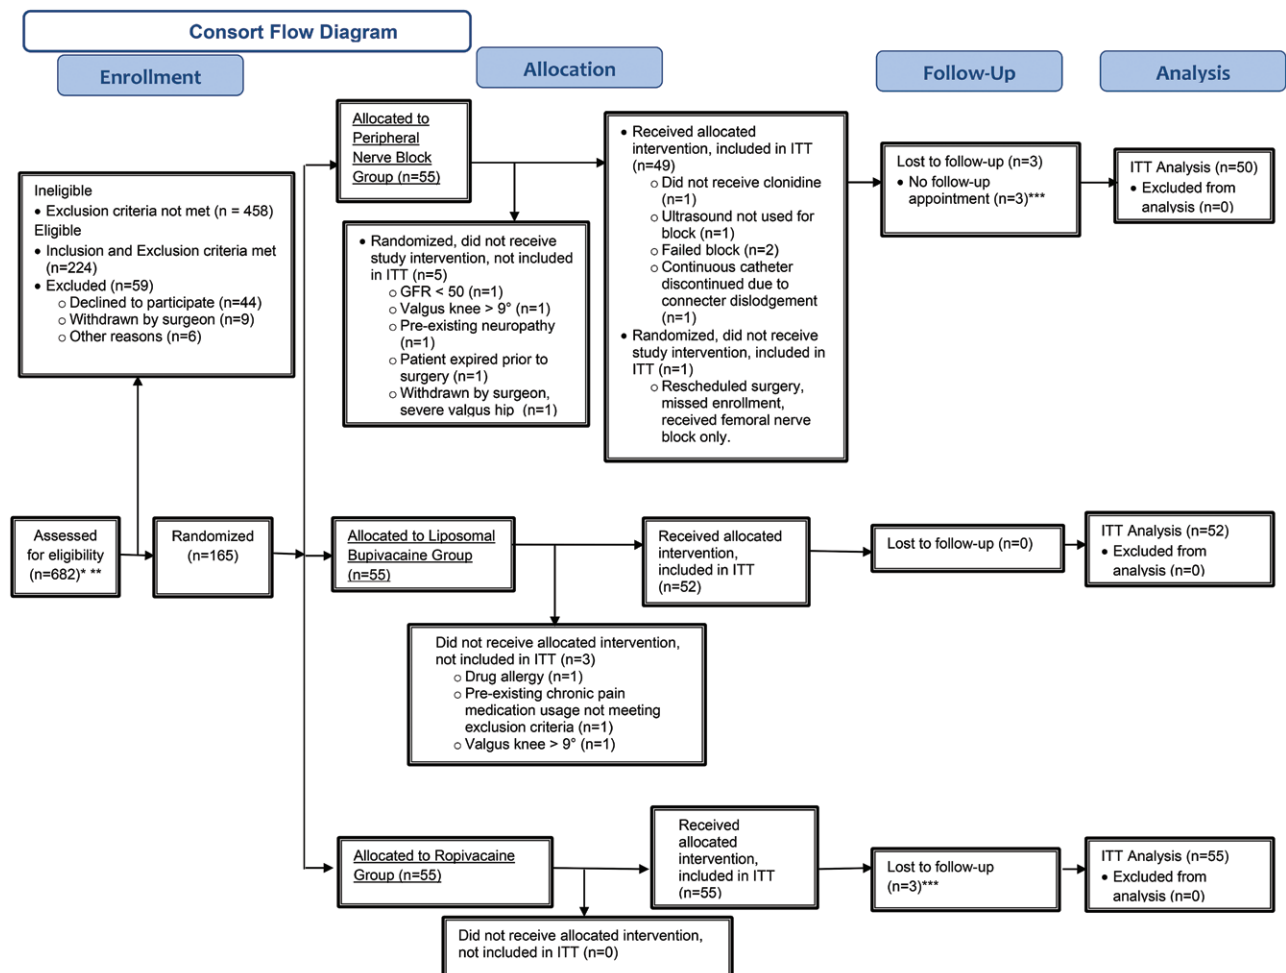 Consort Flow Diagram
Enrollment
Allocation
Follow-Up
Analysis
Ineligible
• Exclusion criteria not met (n = 458)
Eligible
• Inclusion and Exclusion criteria met
(n=224)
• Excluded (n=59)
o Declined to participate (n=44)
o Withdrawn by surgeon (n=9)
o Other reasons (n=6)
Assessed
for eligibility
(n=682)* **
Randomized
(n=165)
Allocated to
Peripheral
Nerve Block
Group (n=55)
• Randomized, did not receive
study intervention, not included
in ITT (n=5)
o GFR < 50 (n=1)
o Valgus knee > 9° (n=1)
o Pre-existing neuropathy
(n=1)
o Patient expired prior to
surgery (n=1)
o Withdrawn by surgeon,
severe valgus hip (n=1)
• Received allocated
intervention, included in ITT
(n=49)
o Did not receive clonidine
(n=1)
o Ultrasound not used for
block (n=1)
o Failed block (n=2)
o Continuous catheter
discontinued due to
connecter dislodgement
(n=1)
• Randomized, did not receive
study intervention, included in
ITT (n=1)
o Rescheduled surgery,
missed enrollment,
received femoral nerve
block only.
Lost to follow-up (n=3)
• No follow-up
appointment (n=3)***
ITT Analysis (n=50)
• Excluded from
analysis (n=0)
Allocated to Liposomal
Bupivacaine Group
(n=55)
Did not receive allocated intervention,
not included in ITT (n=3)
o Drug allergy (n=1)
o Pre-existing chronic pain
medication usage not meeting
exclusion criteria (n=1)
o Valgus knee > 9° (n=1)
Received allocated
intervention,
included in ITT
(n=52)
Lost to follow-up (n=0)
ITT Analysis (n=52)
• Excluded from
analysis (n=0)
Allocated to Ropivacaine
Group (n=55)
Did not receive allocated intervention,
not included in ITT (n=0)
Received
allocated
intervention,
included in ITT
(n=55)
Lost to follow-up
(n=3)***
ITT Analysis (n=55)
• Excluded from
analysis (n=0)